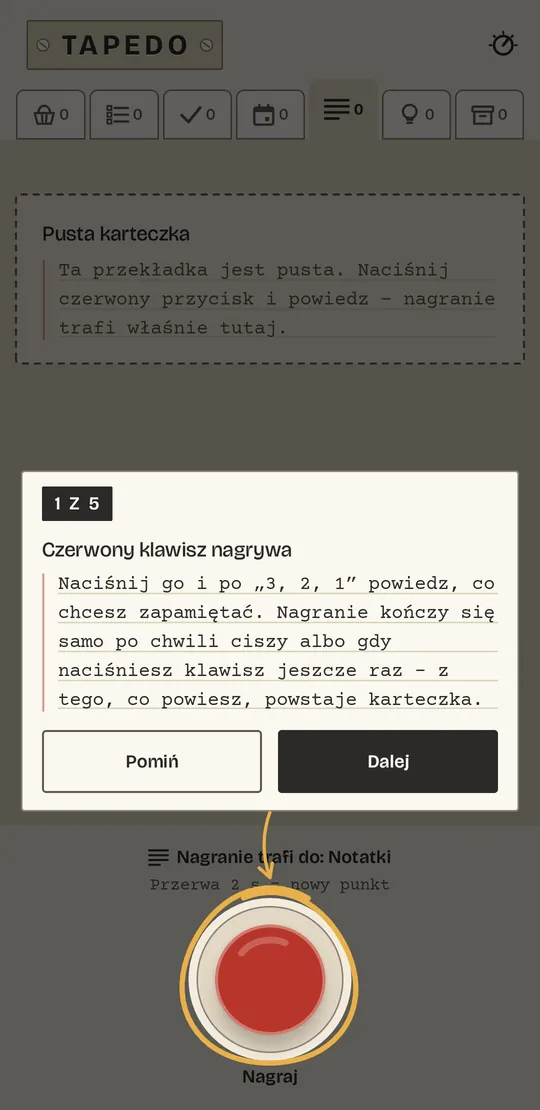 TAPEDO
0 0 0 0 0 0 0
Pusta karteczka
Ta przekładka jest pusta. Naciśnij
czerwony przycisk i powiedz – nagranie
trafi właśnie tutaj.
1 Z 5
Czerwony klawisz nagrywa
Naciśnij go i po „3, 2, 1” powiedz, co
chcesz zapamiętać. Nagranie kończy się
samo po chwili ciszy albo gdy
naciśniesz klawisz jeszcze raz – z
tego, co powiesz, powstaje karteczka.
Pomiń Dalej
Nagranie trafi do: Notatki
Przerwa 2 s – nowy punkt
Nagraj